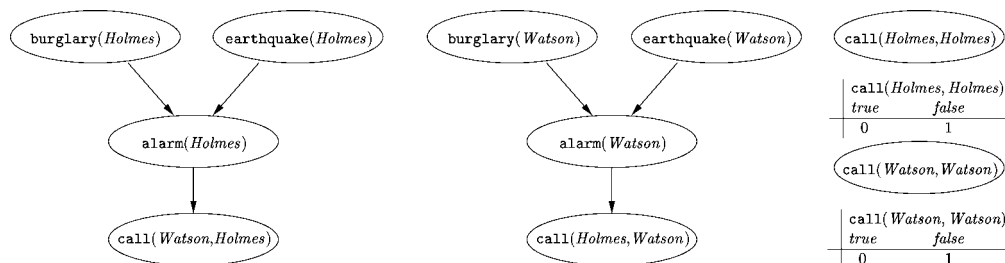 burglary(Holmes)
earthquake(Holmes)
alarm(Holmes)
call(Watson,Holmes)
burglary(Watson)
earthquake(Watson)
alarm(Watson)
call(Holmes,Watson)
call(Holmes,Holmes)
call(Holmes, Holmes)
true false
0 1
call(Watson,Watson)
call(Watson, Watson)
true false
0 1